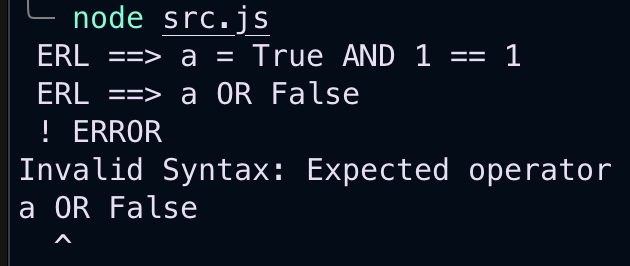 node src.js
ERL ==> a = True AND 1 == 1
ERL ==> a OR False
! ERROR
Invalid Syntax: Expected operator
a OR False
  ^